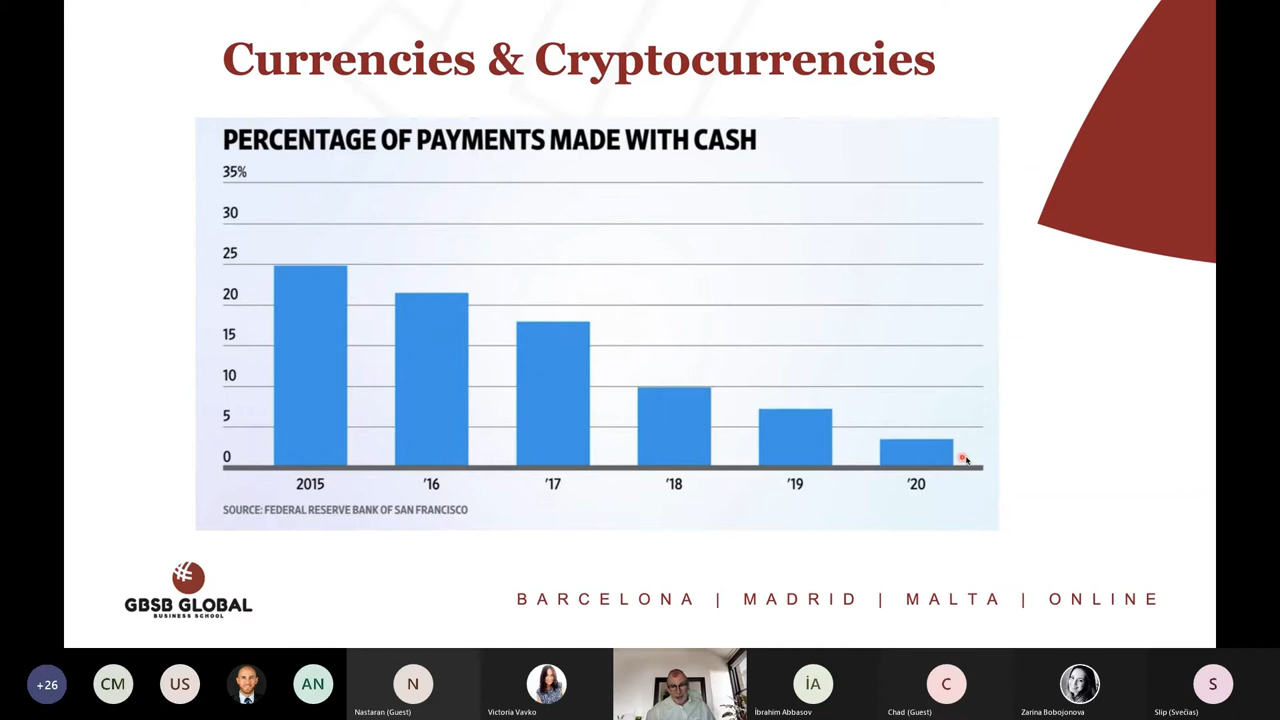 Currencies & Cryptocurrencies
PERCENTAGE OF PAYMENTS MADE WITH CASH
35%
30
25
20
15
10
5
0
2015 '16 '17 '18 '19 '20
SOURCE: FEDERAL RESERVE BANK OF SAN FRANCISCO
GBSB GLOBAL
BUSINESS SCHOOL
BARCELONA | MADRID | MALTA | ONLINE
+26 CM US AN N İA C S
Nastaran (Guest) Victoria Vavko İbrahim Abbasov Chad (Guest) Zarina Bobojonova Slip (Svečias)